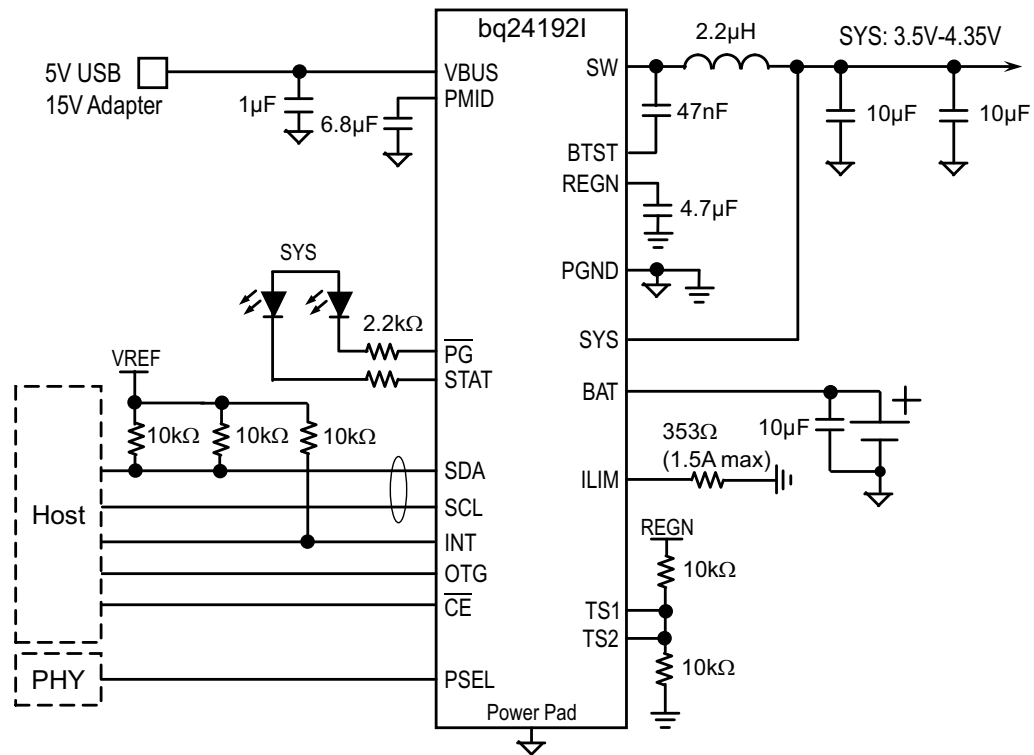 bq24192I
5V USB
15V Adapter
1µF
6.8µF
VBUS
PMID
SW
2.2µH
SYS: 3.5V-4.35V
47nF
10µF
10µF
BTST
REGN
4.7µF
PGND
SYS
SYS
2.2kΩ
PG
STAT
VREF
10kΩ
10kΩ
10kΩ
Host
SDA
SCL
INT
OTG
CE
PHY
PSEL
BAT
10µF
+
353Ω
(1.5A max)
ILIM
REGN
10kΩ
TS1
TS2
10kΩ
Power Pad